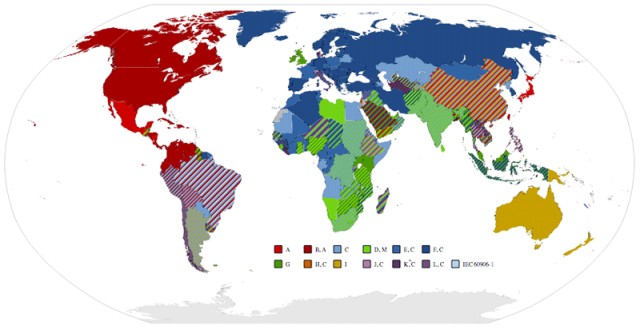 A B, A C D, M E, C F, C
G H, C I J, C K, C L, C IEC 60906-1